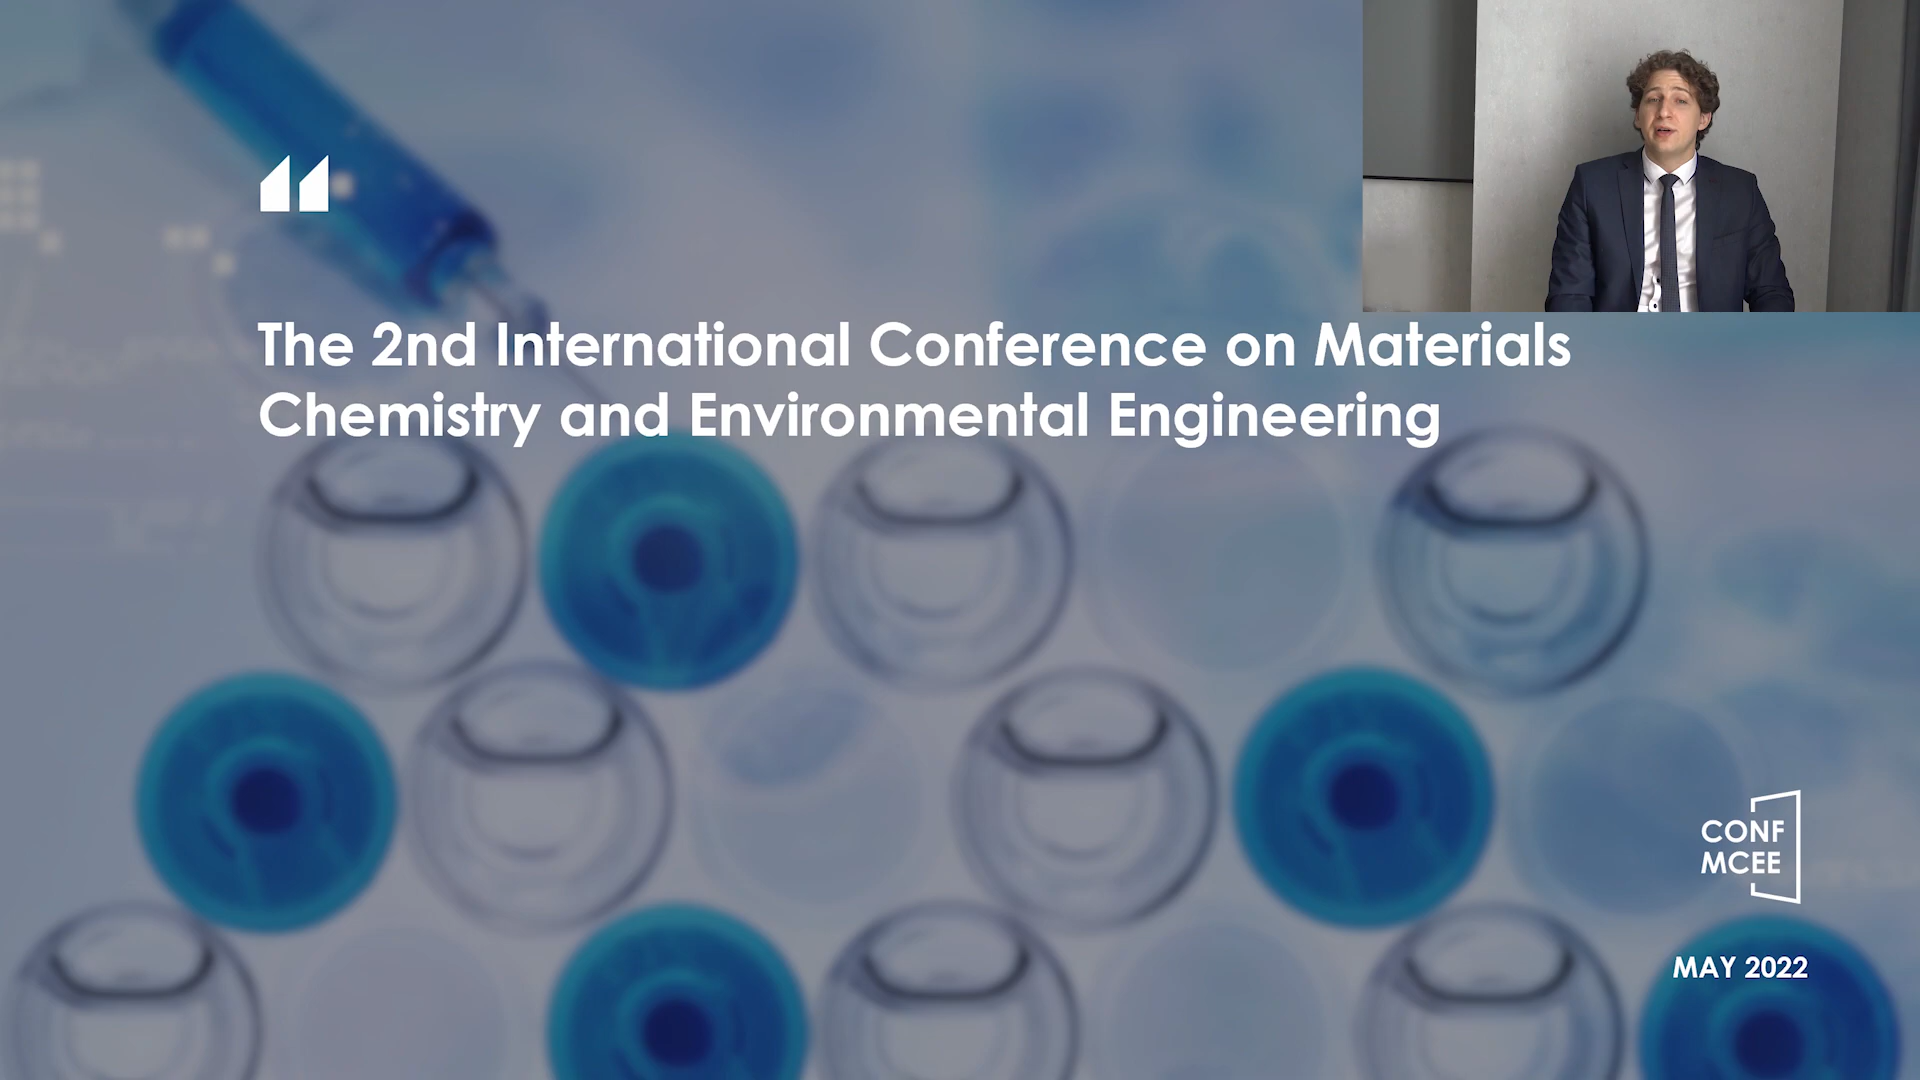 The 2nd International Conference on Materials
Chemistry and Environmental Engineering
CONF
MCEE
MAY 2022